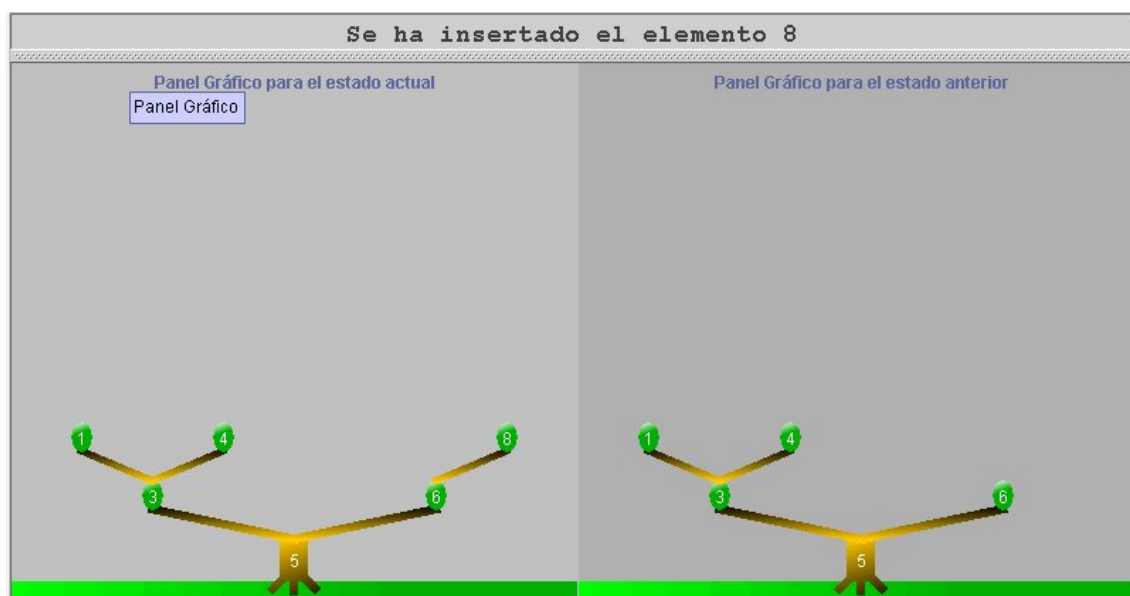 Se ha insertado el elemento 8
Panel Gráfico para el estado actual
Panel Gráfico para el estado anterior
Panel Gráfico
1
4
8
1
4
3
6
3
6
5
5